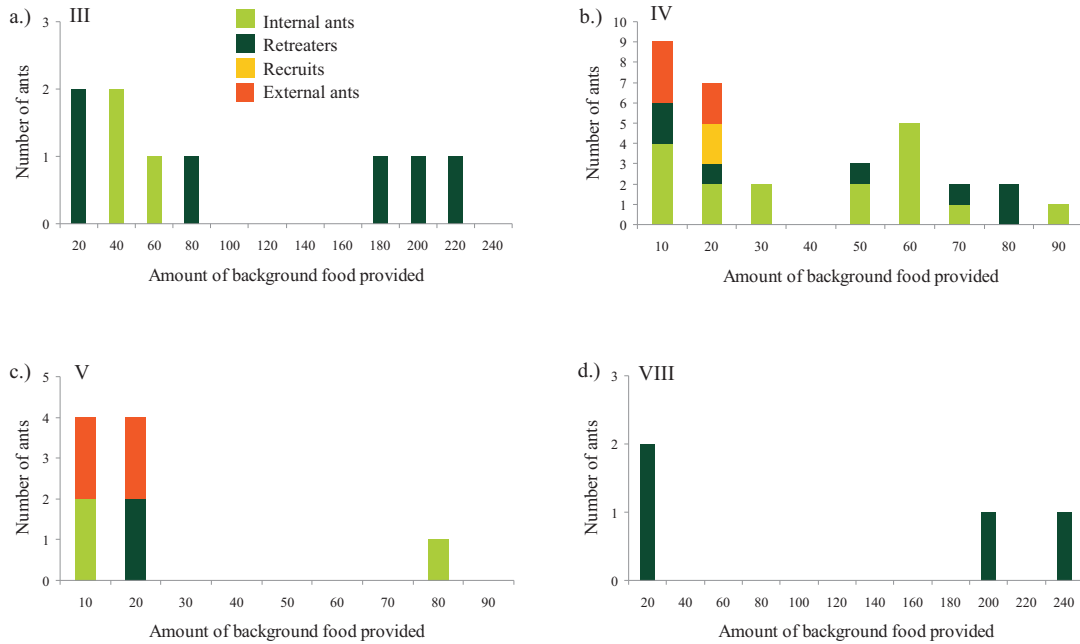 a.) III
Internal ants
Retreaters
Recruits
External ants
Number of ants
3
2
1
0
20 40 60 80 100 120 140 160 180 200 220 240
Amount of background food provided
b.) IV
Number of ants
10
9
8
7
6
5
4
3
2
1
0
10 20 30 40 50 60 70 80 90
Amount of background food provided
c.) V
Number of ants
5
4
3
2
1
0
10 20 30 40 50 60 70 80 90
Amount of background food provided
d.) VIII
Number of ants
3
2
1
0
20 40 60 80 100 120 140 160 180 200 220 240
Amount of background food provided